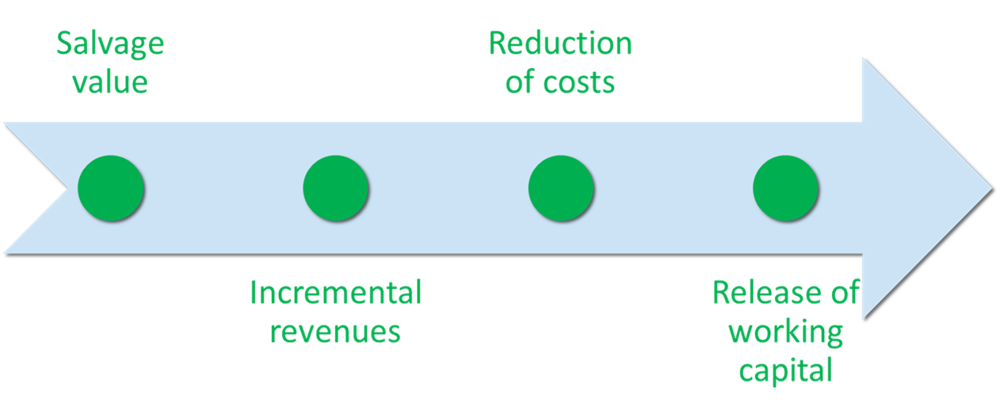 Salvage
value
Incremental
revenues
Reduction
of costs
Release of
working
capital